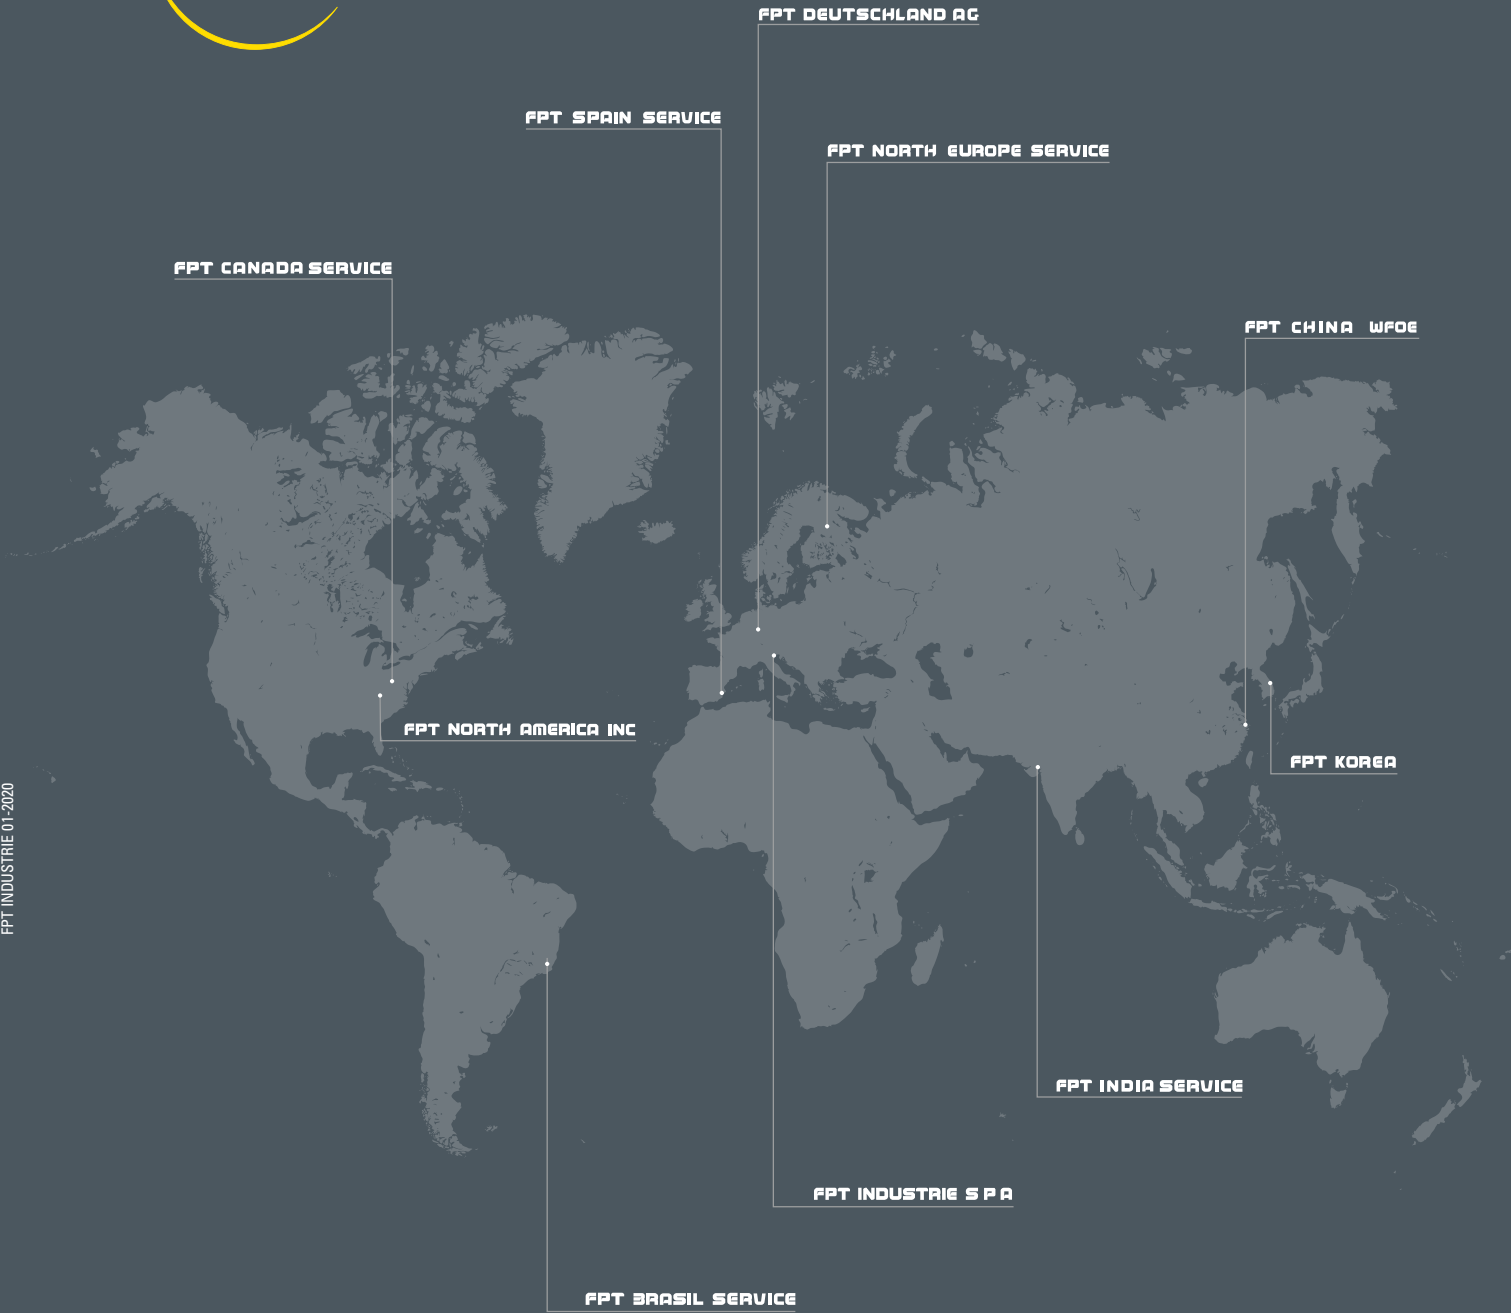 FPT DEUTSCHLAND AG
FPT SPAIN SERVICE
FPT NORTH EUROPE SERVICE
FPT CANADA SERVICE
FPT CHINA WFOE
FPT NORTH AMERICA INC
FPT KOREA
FPT INDUSTRIE 01-2020
FPT INDIA SERVICE
FPT INDUSTRIE S P A
FPT BRASIL SERVICE